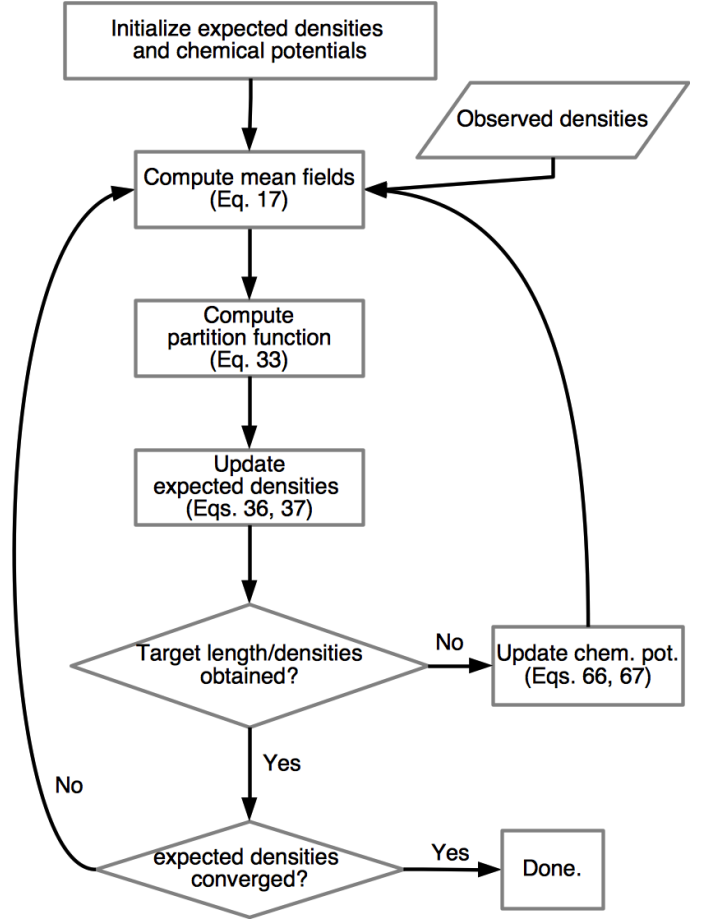 Initialize expected densities
and chemical potentials
Observed densities
Compute mean fields
(Eq. 17)
Compute
partition function
(Eq. 33)
Update
expected densities
(Eqs. 36, 37)
Target length/densities
obtained?
No
Update chem. pot.
(Eqs. 66, 67)
Yes
No
expected densities
converged?
Yes
Done.